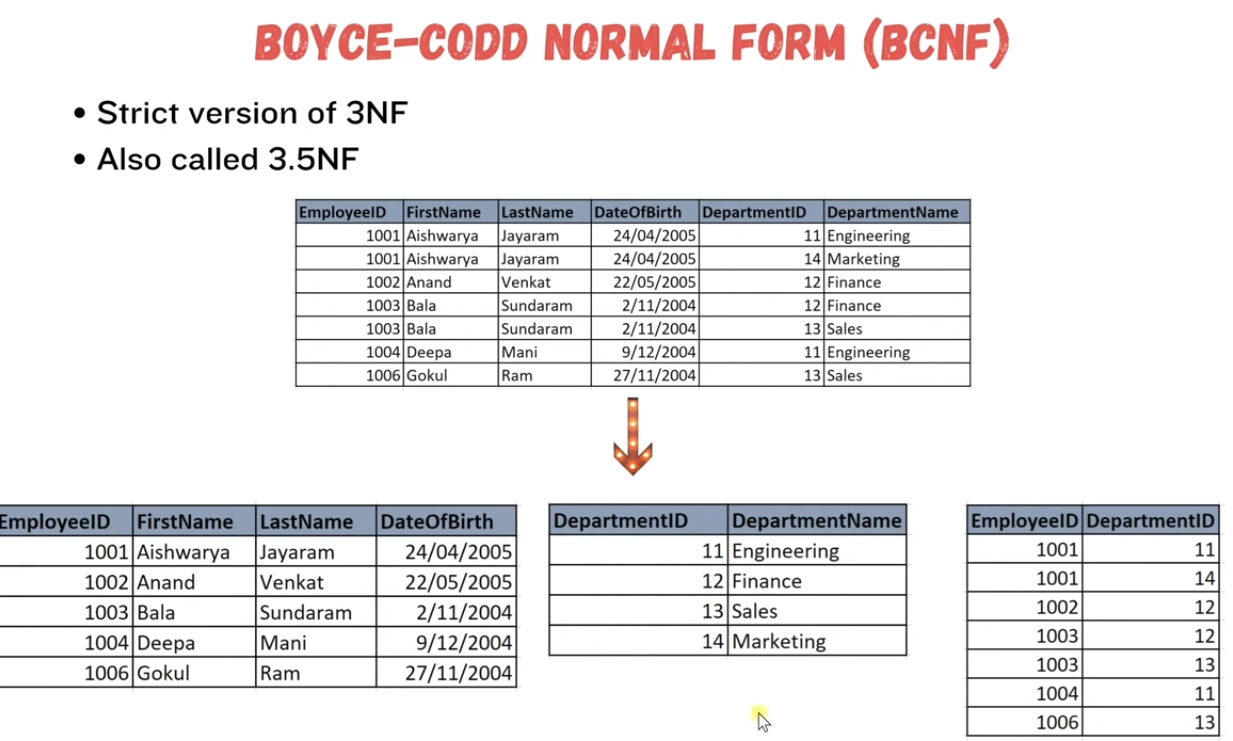 BOYCE-CODD NORMAL FORM (BCNF)
• Strict version of 3NF
• Also called 3.5NF
EmployeeID FirstName LastName DateOfBirth DepartmentID DepartmentName
1001 Aishwarya Jayaram 24/04/2005 11 Engineering
1001 Aishwarya Jayaram 24/04/2005 14 Marketing
1002 Anand Venkat 22/05/2005 12 Finance
1003 Bala Sundaram 2/11/2004 12 Finance
1003 Bala Sundaram 2/11/2004 13 Sales
1004 Deepa Mani 9/12/2004 11 Engineering
1006 Gokul Ram 27/11/2004 13 Sales
EmployeeID FirstName LastName DateOfBirth
1001 Aishwarya Jayaram 24/04/2005
1002 Anand Venkat 22/05/2005
1003 Bala Sundaram 2/11/2004
1004 Deepa Mani 9/12/2004
1006 Gokul Ram 27/11/2004
DepartmentID DepartmentName
11 Engineering
12 Finance
13 Sales
14 Marketing
EmployeeID DepartmentID
1001 11
1001 14
1002 12
1003 12
1003 13
1004 11
1006 13